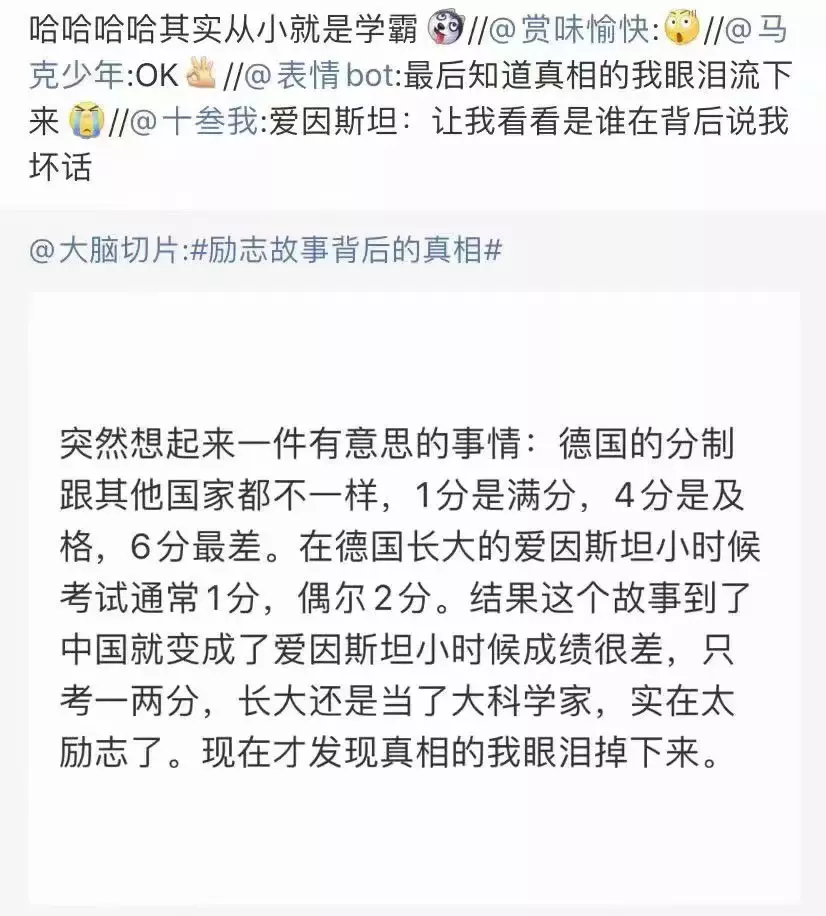 哈哈哈哈其实从小就是学霸//@赏味愉快://@马
克少年:OK//@表情bot:最后知道真相的我眼泪流下
来//@十叁我:爱因斯坦：让我看看是谁在背后说我
坏话
@大脑切片:#励志故事背后的真相#
突然想起来一件有意思的事情：德国的分制
跟其他国家都不一样，1分是满分，4分是及
格，6分最差。在德国长大的爱因斯坦小时候
考试通常1分，偶尔2分。结果这个故事到了
中国就变成了爱因斯坦小时候成绩很差，只
考一两分，长大还是当了大科学家，实在太
励志了。现在才发现真相的我眼泪掉下来。